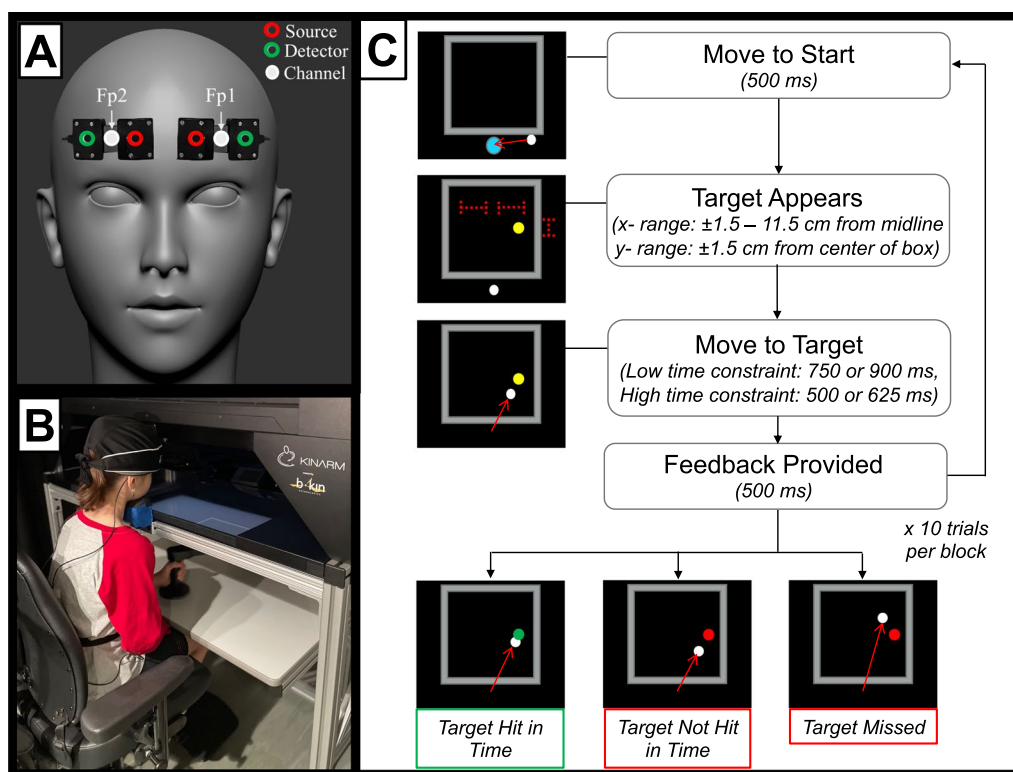 A
Source
Detector
Channel
Fp2
Fp1
B
KINARM
b·kin
C
Move to Start
(500 ms)
Target Appears
(x- range: ±1.5 – 11.5 cm from midline
y- range: ±1.5 cm from center of box)
Move to Target
(Low time constraint: 750 or 900 ms,
High time constraint: 500 or 625 ms)
Feedback Provided
(500 ms)
x 10 trials
per block
Target Hit in
Time
Target Not Hit
in Time
Target Missed